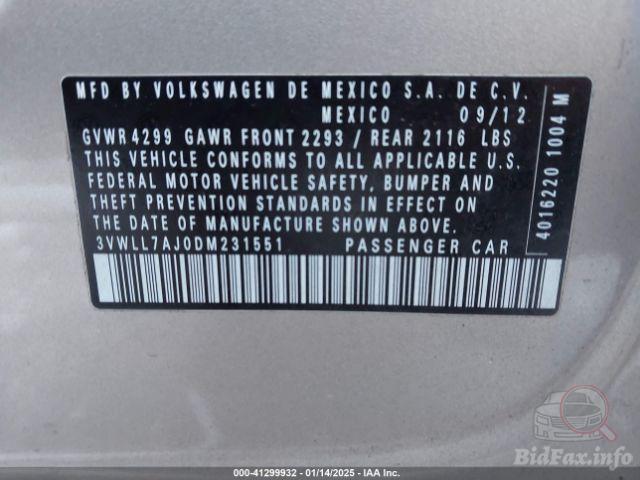 MFD BY VOLKSWAGEN DE MEXICO S.A. DE C.V.
MEXICO 09/12
GVWR 4299 GAWR FRONT 2293 / REAR 2116 LBS
THIS VEHICLE CONFORMS TO ALL APPLICABLE U.S.
FEDERAL MOTOR VEHICLE SAFETY, BUMPER AND
THEFT PREVENTION STANDARDS IN EFFECT ON
THE DATE OF MANUFACTURE SHOWN ABOVE.
3VWLL7AJ0DM231551 PASSENGER CAR
4016220 1004 M
BidFax.info
000-41299932 - 01/14/2025 - IAA Inc.